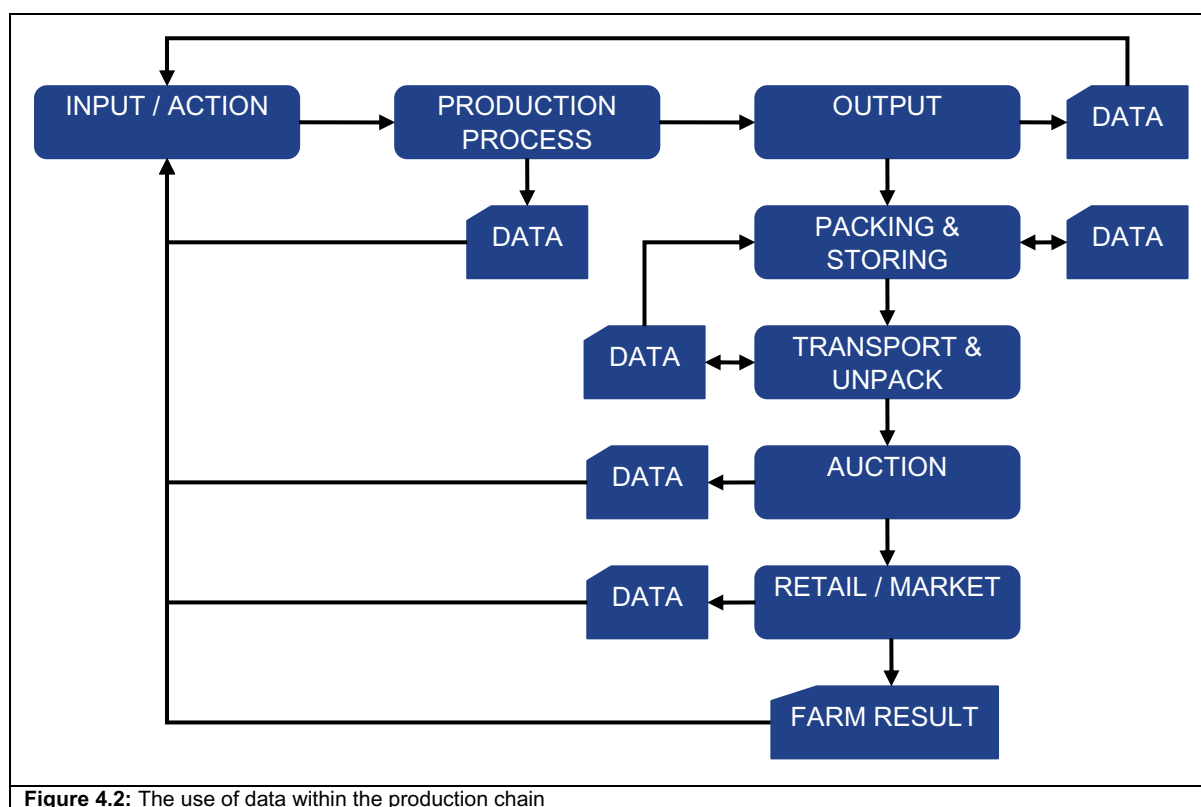 INPUT / ACTION
PRODUCTION
PROCESS
OUTPUT
DATA
DATA
PACKING &
STORING
DATA
DATA
TRANSPORT &
UNPACK
DATA
AUCTION
DATA
RETAIL / MARKET
FARM RESULT
Figure 4.2: The use of data within the production chain